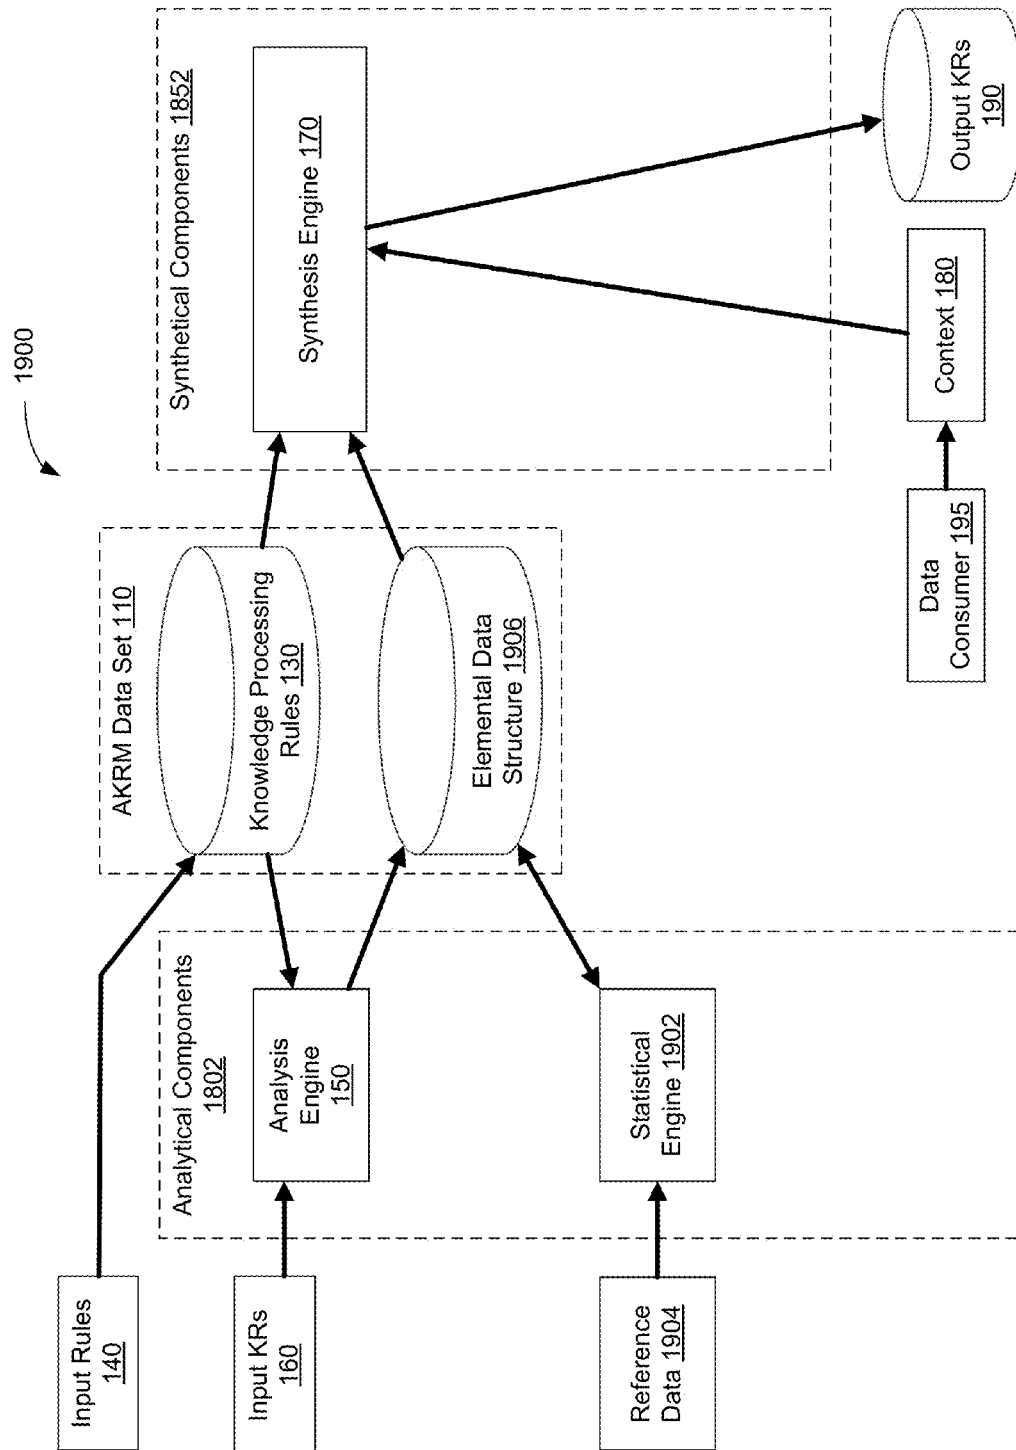 1900
Input Rules
140
Input KRs
160
Reference
Data 1904
Analytical Components
1802
Analysis
Engine
150
Statistical
Engine 1902
AKRM Data Set 110
Knowledge Processing
Rules 130
Elemental Data
Structure 1906
Synthetical Components 1852
Synthesis Engine 170
Data
Consumer 195
Context 180
Output KRs
190